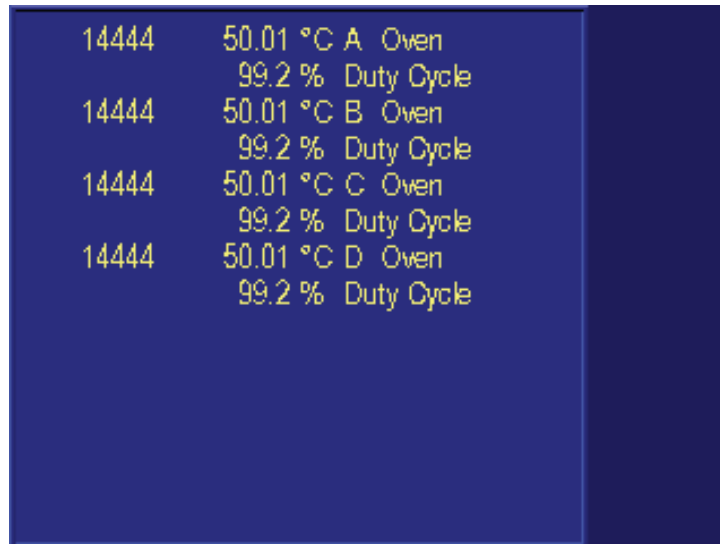 14444 50.01 °C A Oven
99.2 % Duty Cycle
14444 50.01 °C B Oven
99.2 % Duty Cycle
14444 50.01 °C C Oven
99.2 % Duty Cycle
14444 50.01 °C D Oven
99.2 % Duty Cycle